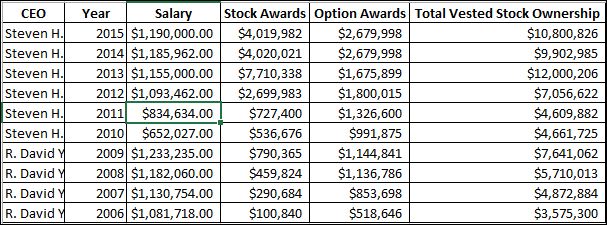 CEO Year Salary Stock Awards Option Awards Total Vested Stock Ownership
Steven H. 2015 $1,190,000.00 $4,019,982 $2,679,998 $10,800,826
Steven H. 2014 $1,185,962.00 $4,020,021 $2,679,998 $9,902,985
Steven H. 2013 $1,155,000.00 $7,710,338 $1,675,899 $12,000,206
Steven H. 2012 $1,093,462.00 $2,699,983 $1,800,015 $7,056,622
Steven H. 2011 $834,634.00 $727,400 $1,326,600 $4,609,882
Steven H. 2010 $652,027.00 $536,676 $991,875 $4,661,725
R. David Y 2009 $1,233,235.00 $790,365 $1,144,841 $7,641,062
R. David Y 2008 $1,182,060.00 $459,824 $1,136,786 $5,710,013
R. David Y 2007 $1,130,754.00 $290,684 $853,698 $4,872,884
R. David Y 2006 $1,081,718.00 $100,840 $518,646 $3,575,300